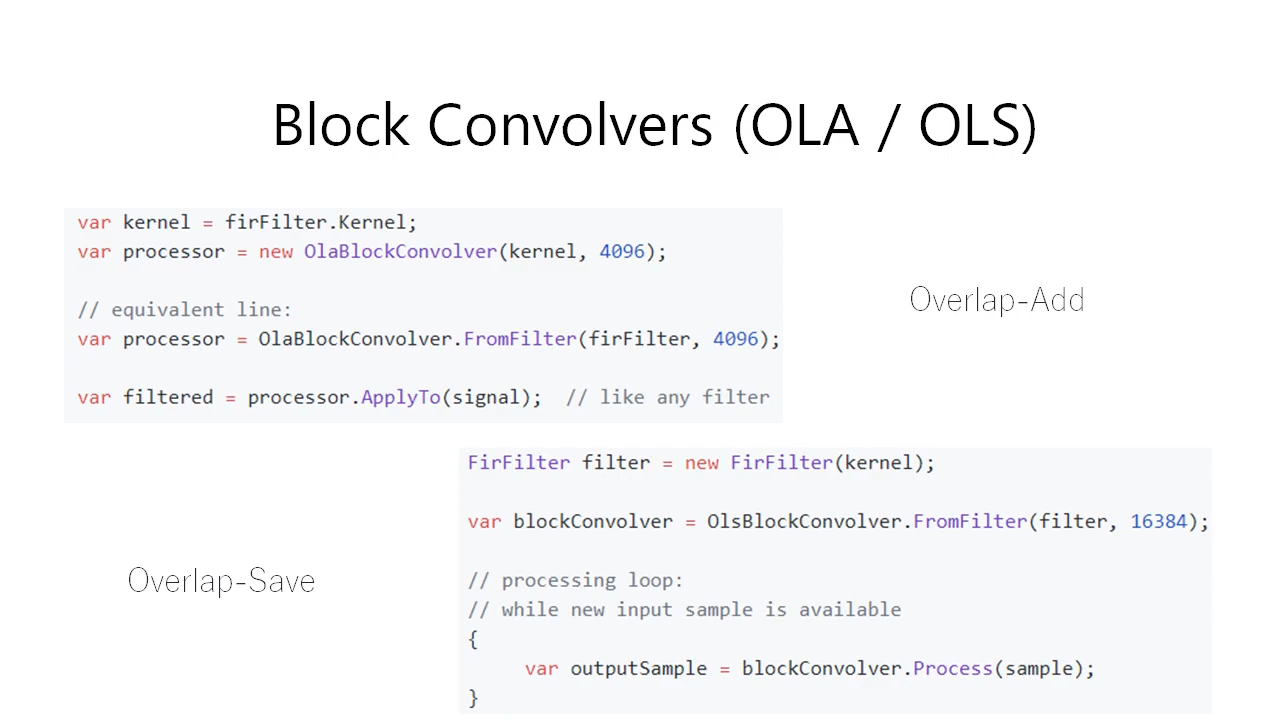 Block Convolvers (OLA / OLS)
var kernel = firFilter.Kernel;
var processor = new OlaBlockConvolver(kernel, 4096);
// equivalent line:
var processor = OlaBlockConvolver.FromFilter(firFilter, 4096);
var filtered = processor.ApplyTo(signal);  // like any filter
Overlap-Add
Overlap-Save
FirFilter filter = new FirFilter(kernel);
var blockConvolver = OlsBlockConvolver.FromFilter(filter, 16384);
// processing loop:
// while new input sample is available
{
var outputSample = blockConvolver.Process(sample);
}